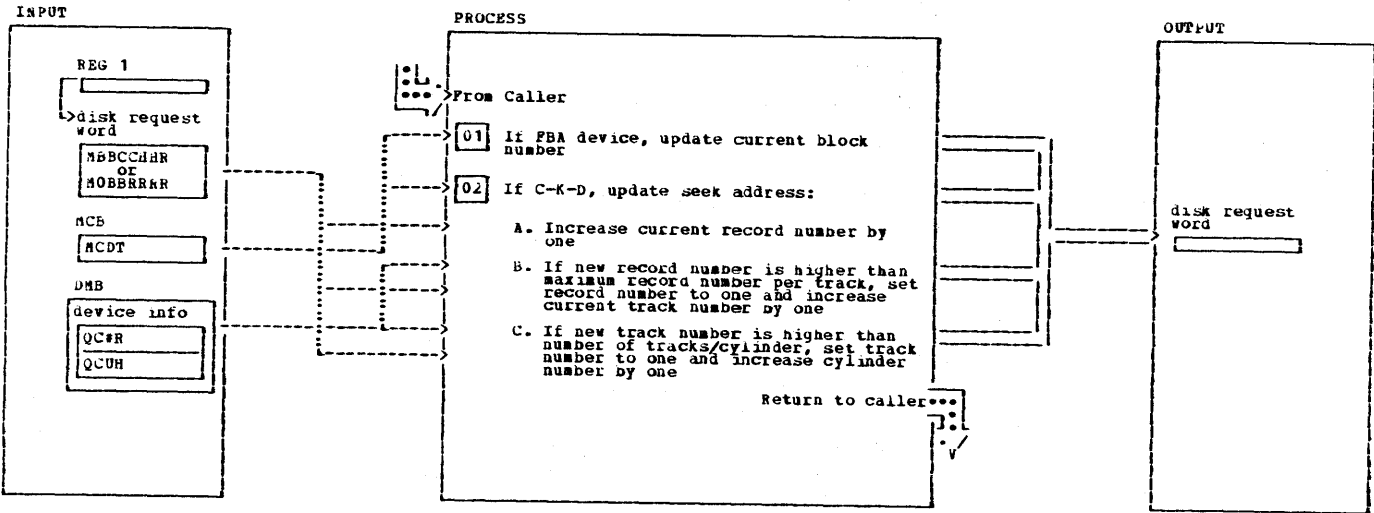 INPUT
REG 1
disk request
word
MBBCCHHR
or
MOBBRRRR
MCB
MCDT
DMB
device info
QC#R
QCUH
PROCESS
From Caller
01 If FBA device, update current block
number
02 If C-K-D, update seek address:
A. Increase current record number by
one
B. If new record number is higher than
maximum record number per track, set
record number to one and increase
current track number by one
C. If new track number is higher than
number of tracks/cylinder, set track
number to one and increase cylinder
number by one
Return to caller
OUTPUT
disk request
word